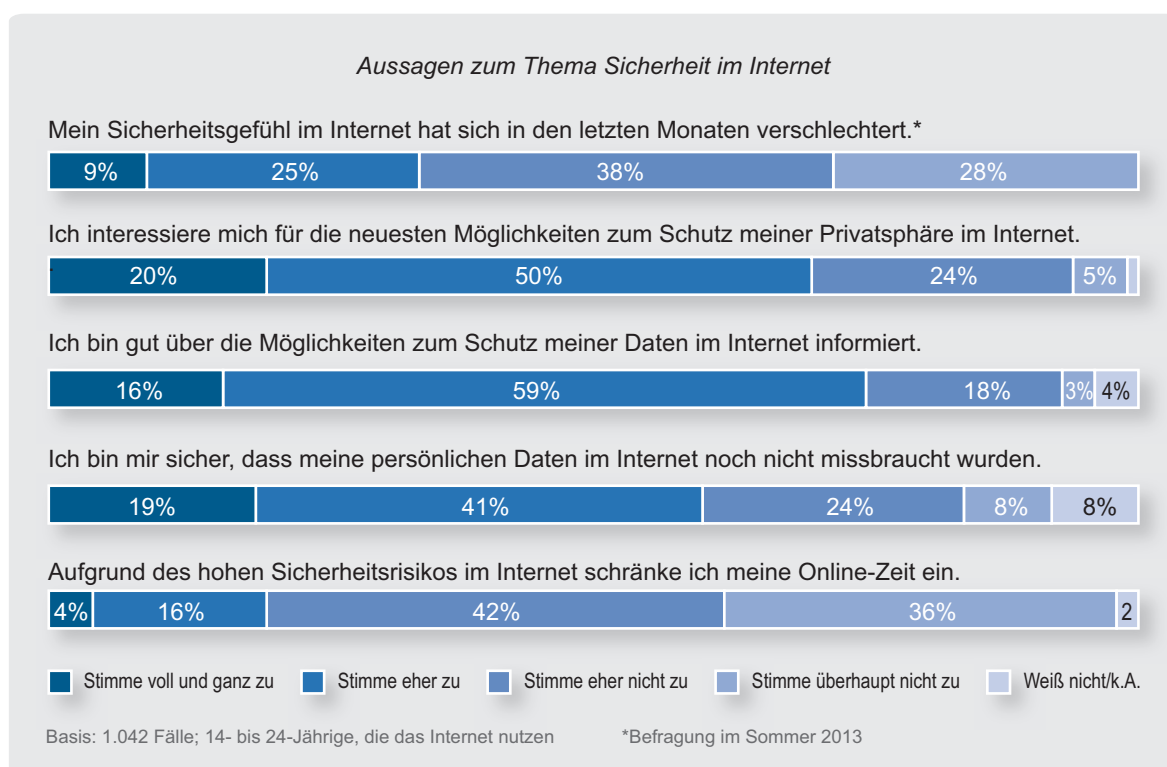 Aussagen zum Thema Sicherheit im Internet
Mein Sicherheitsgefühl im Internet hat sich in den letzten Monaten verschlechtert.*
9% 25% 38% 28%
Ich interessiere mich für die neuesten Möglichkeiten zum Schutz meiner Privatsphäre im Internet.
20% 50% 24% 5%
Ich bin gut über die Möglichkeiten zum Schutz meiner Daten im Internet informiert.
16% 59% 18% 3% 4%
Ich bin mir sicher, dass meine persönlichen Daten im Internet noch nicht missbraucht wurden.
19% 41% 24% 8% 8%
Aufgrund des hohen Sicherheitsrisikos im Internet schränke ich meine Online-Zeit ein.
4% 16% 42% 36% 2
Stimme voll und ganz zu Stimme eher zu Stimme eher nicht zu Stimme überhaupt nicht zu Weiß nicht/k.A.
Basis: 1.042 Fälle; 14- bis 24-Jährige, die das Internet nutzen *Befragung im Sommer 2013